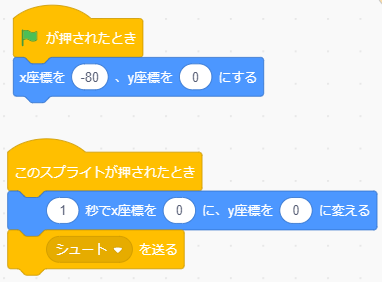 が押されたとき
x座標を -80 、y座標を 0 にする
このスプライトが押されたとき
1 秒でx座標を 0 に、y座標を 0 に変える
シュート を送る